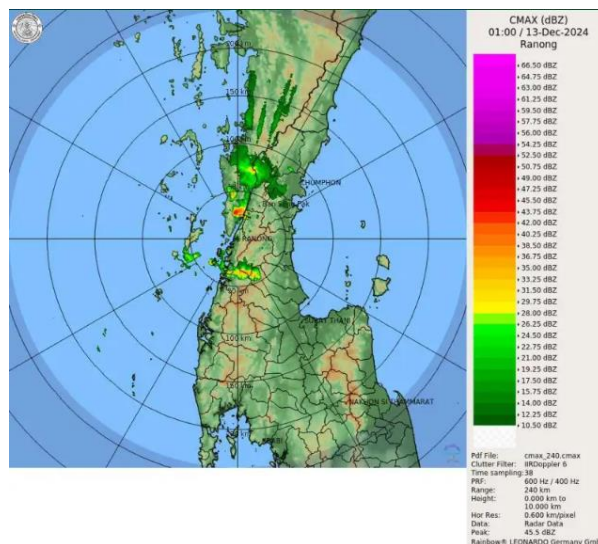 CMAX (dBZ)
01:00 / 13-Dec-2024
Ranong
66.50 dBZ
64.75 dBZ
63.00 dBZ
61.25 dBZ
59.50 dBZ
57.75 dBZ
56.00 dBZ
54.25 dBZ
52.50 dBZ
50.75 dBZ
49.00 dBZ
47.25 dBZ
45.50 dBZ
43.75 dBZ
42.00 dBZ
40.25 dBZ
38.50 dBZ
36.75 dBZ
35.00 dBZ
33.25 dBZ
31.50 dBZ
29.75 dBZ
28.00 dBZ
26.25 dBZ
24.50 dBZ
22.75 dBZ
21.00 dBZ
19.25 dBZ
17.50 dBZ
15.75 dBZ
14.00 dBZ
12.25 dBZ
10.50 dBZ
Pdf File: cmax_240.cmax
Clutter Filter: IIRDoppler 6
Time sampling:38
PRF: 600 Hz / 400 Hz
Range: 240 km
Height: 0.000 km to
10.000 km
Hor Res: 0.600 km/pixel
Data: Radar Data
Peak: 45.5 dBZ
Rainbow® LEONARDO Germany Gm
200 km
150 km
CHUMPHON
RANONG
SURAT THANI
100 km
NAKHON SI THAMMARAT